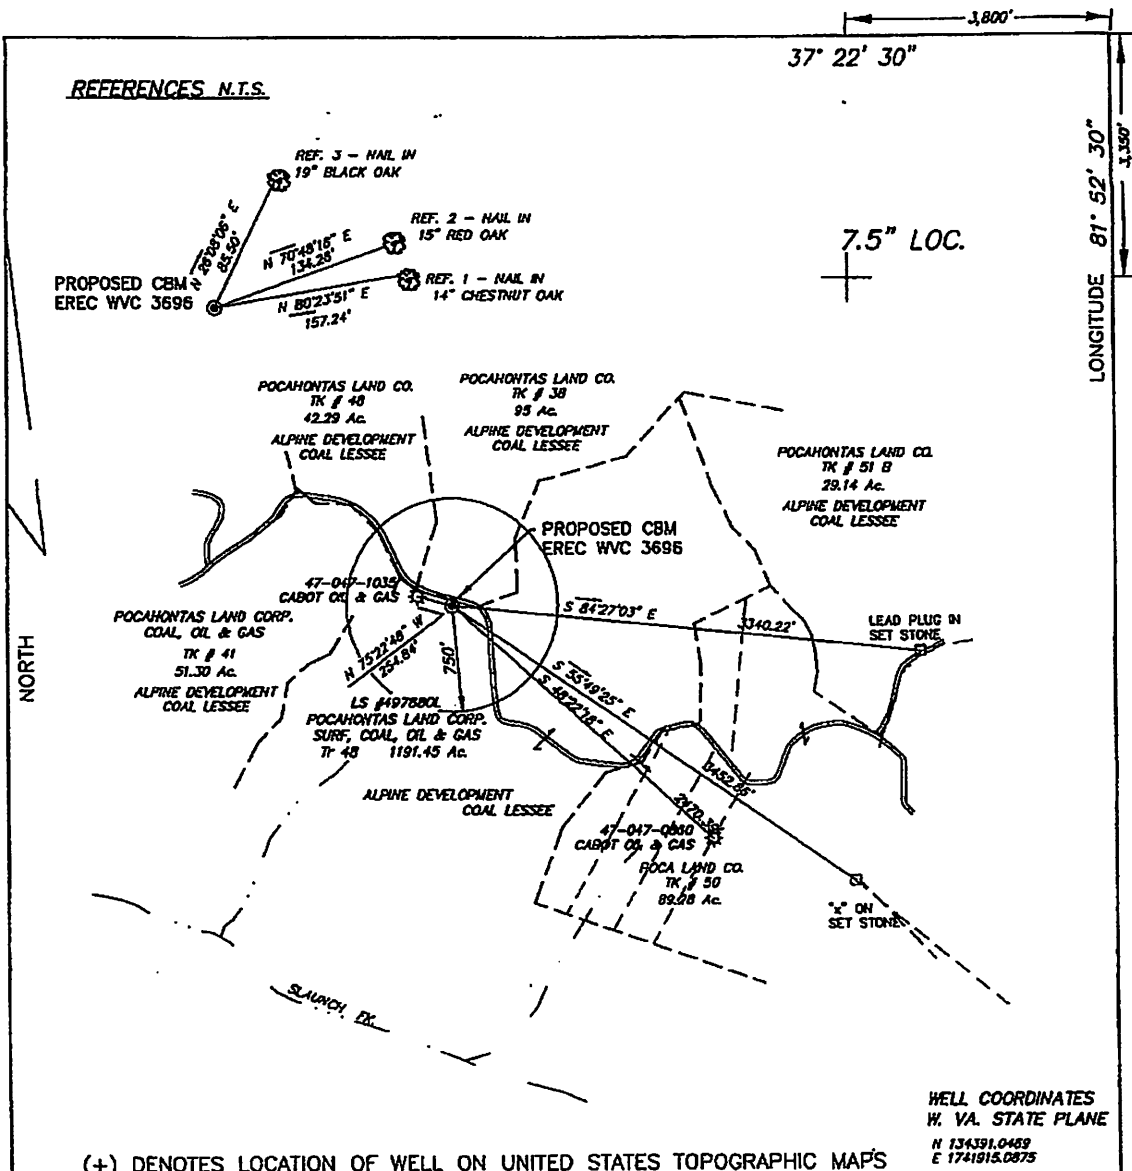 3,800'
37° 22' 30"
REFERENCES N.T.S.
3,350'
LONGITUDE 81° 52' 30"
REF. 3 - NAIL IN
19" BLACK OAK
REF. 2 - NAIL IN
15" RED OAK
REF. 1 - NAIL IN
14" CHESTNUT OAK
N 26°08'06" E
85.50'
N 70°48'16" E
134.26'
N 80°23'51" E
157.24'
PROPOSED CBM
EREC WVC 3696
7.5" LOC.
POCAHONTAS LAND CO.
TK # 48
42.29 Ac.
ALPINE DEVELOPMENT
COAL LESSEE
POCAHONTAS LAND CO.
TK # 38
95 Ac.
ALPINE DEVELOPMENT
COAL LESSEE
POCAHONTAS LAND CO.
TK # 51 B
29.14 Ac.
ALPINE DEVELOPMENT
COAL LESSEE
PROPOSED CBM
EREC WVC 3696
47-047-1035
CABOT OIL & GAS
S 84°27'03" E
3340.22'
LEAD PLUG IN
SET STONE
POCAHONTAS LAND CORP.
COAL, OIL & GAS
TK # 41
51.30 Ac.
ALPINE DEVELOPMENT
COAL LESSEE
NORTH
N 75°22'48" W
254.84'
750'
S 55°49'25" E
S 48°22'18" E
LS #497880L
POCAHONTAS LAND CORP.
SURF, COAL, OIL & GAS
Tr 48 1191.45 Ac.
ALPINE DEVELOPMENT
COAL LESSEE
3452.85'
47-047-0860
CABOT OIL & GAS
POCA LAND CO.
TK # 50
89.28 Ac.
"x" ON
SET STONE
SLAUNCH FK.
WELL COORDINATES
W. VA. STATE PLANE
N 134391.0469
E 1741915.0875
(+) DENOTES LOCATION OF WELL ON UNITED STATES TOPOGRAPHIC MAPS